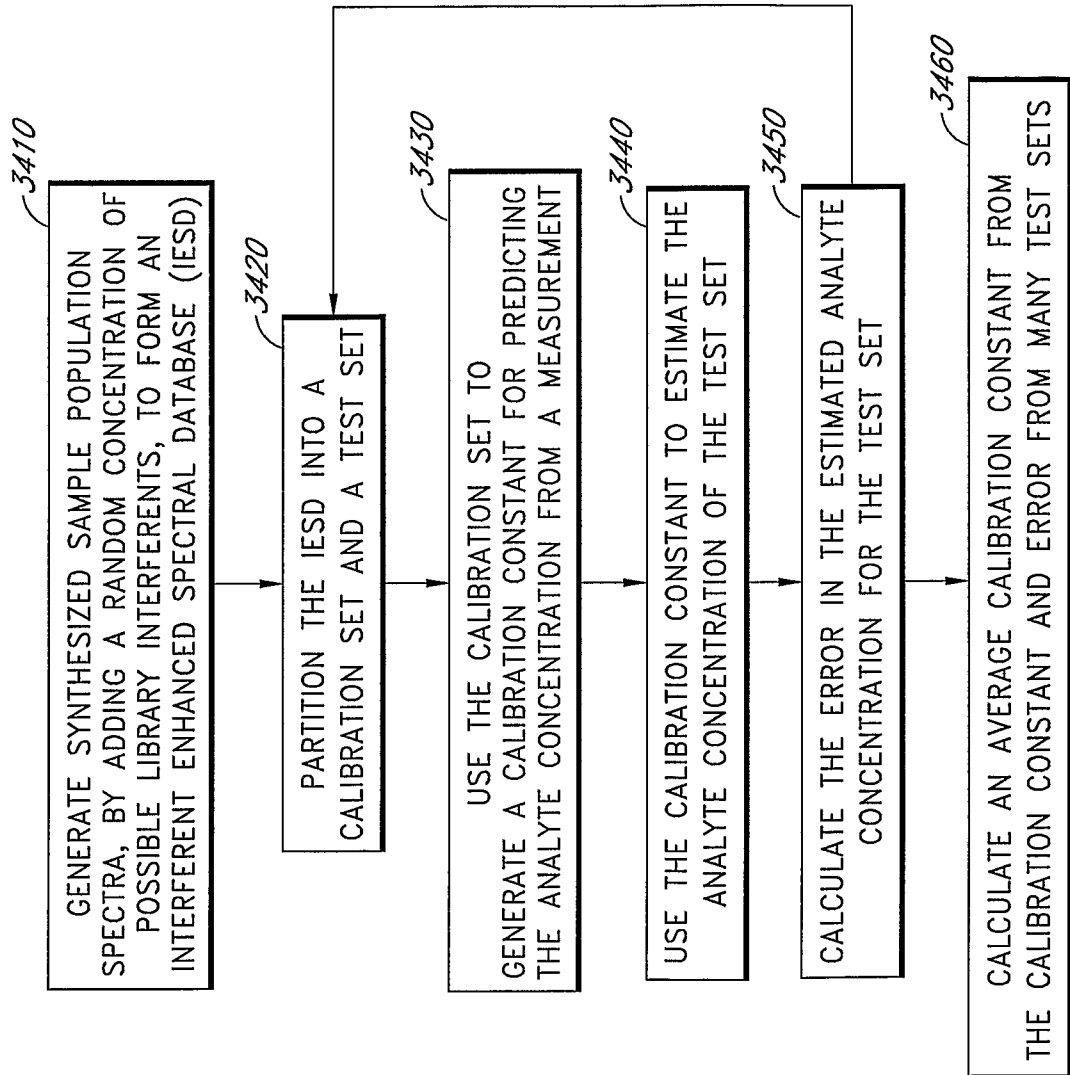 3410
GENERATE SYNTHESIZED SAMPLE POPULATION
SPECTRA, BY ADDING A RANDOM CONCENTRATION OF
POSSIBLE LIBRARY INTERFERENTS, TO FORM AN
INTERFERENT ENHANCED SPECTRAL DATABASE (IESD)
3420
PARTITION THE IESD INTO A
CALIBRATION SET AND A TEST SET
3430
USE THE CALIBRATION SET TO
GENERATE A CALIBRATION CONSTANT FOR PREDICTING
THE ANALYTE CONCENTRATION FROM A MEASUREMENT
3440
USE THE CALIBRATION CONSTANT TO ESTIMATE THE
ANALYTE CONCENTRATION OF THE TEST SET
3450
CALCULATE THE ERROR IN THE ESTIMATED ANALYTE
CONCENTRATION FOR THE TEST SET
3460
CALCULATE AN AVERAGE CALIBRATION CONSTANT FROM
THE CALIBRATION CONSTANT AND ERROR FROM MANY TEST SETS